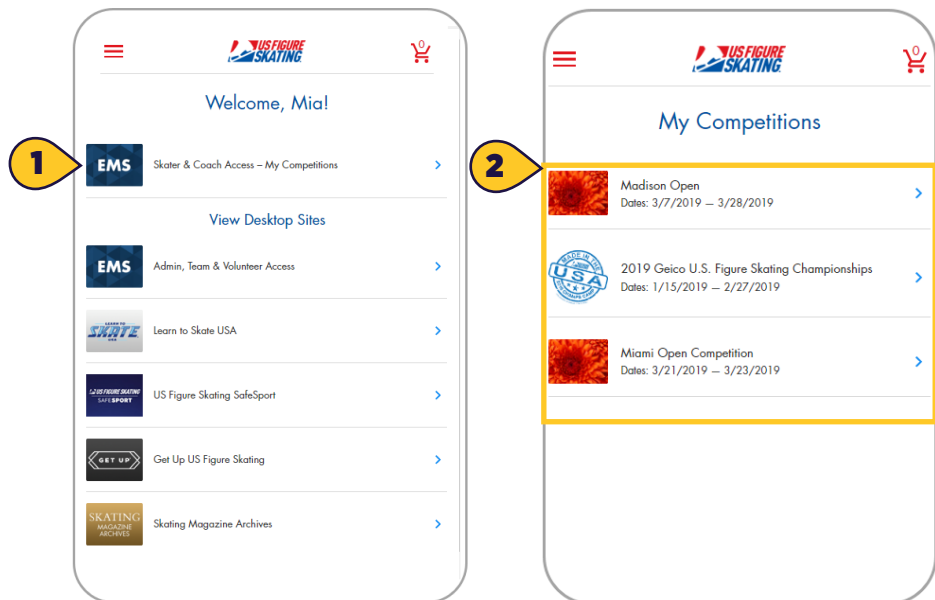 US FIGURE
SKATING
0
Welcome, Mia!
1
EMS
Skater & Coach Access – My Competitions
View Desktop Sites
EMS
Admin, Team & Volunteer Access
LEARN TO
SKATE
USA
Learn to Skate USA
US FIGURE SKATING
SAFESPORT
US Figure Skating SafeSport
GET UP
Get Up US Figure Skating
SKATING
MAGAZINE
ARCHIVES
Skating Magazine Archives
US FIGURE
SKATING
0
My Competitions
2
Madison Open
Dates: 3/7/2019 — 3/28/2019
MADE IN THE
USA
2019 Geico U.S. Figure Skating Championships
Dates: 1/15/2019 — 2/27/2019
Miami Open Competition
Dates: 3/21/2019 — 3/23/2019